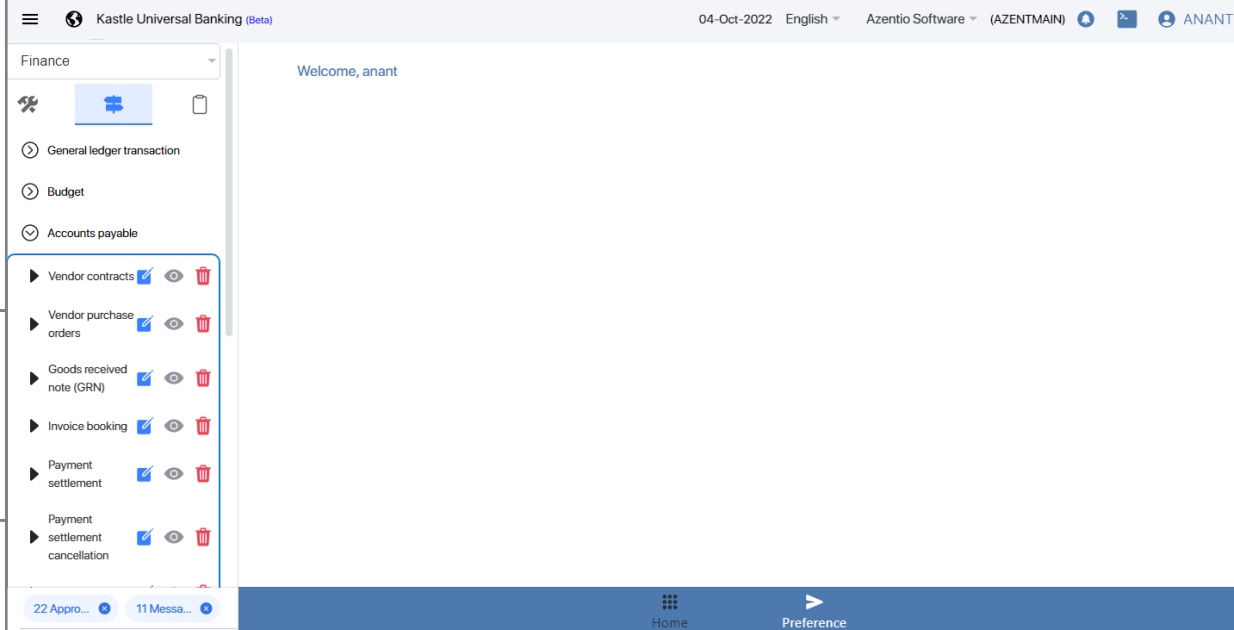 Kastle Universal Banking (Beta)
04-Oct-2022 English Azentio Software (AZENTMAIN) ANANT
Finance
Welcome, anant
General ledger transaction
Budget
Accounts payable
Vendor contracts
Vendor purchase
orders
Goods received
note (GRN)
Invoice booking
Payment
settlement
Payment
settlement
cancellation
22 Appro...
11 Messa...
Home
Preference